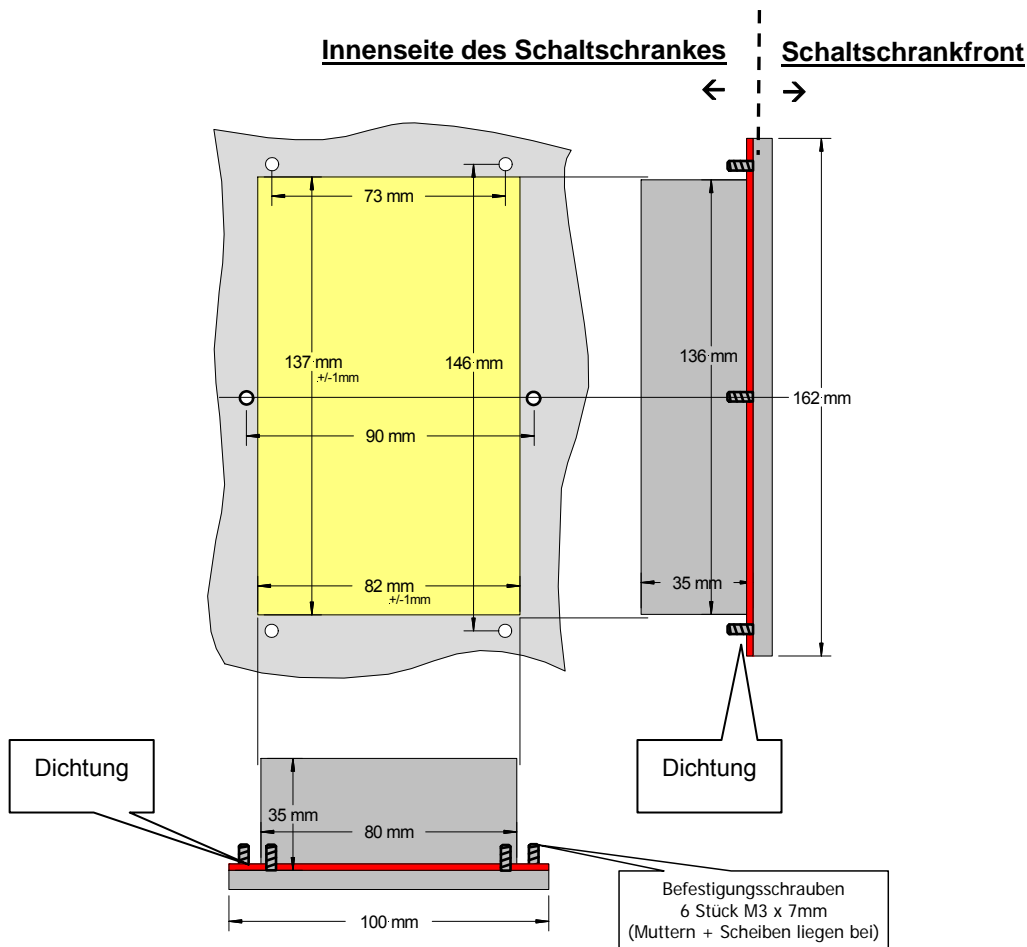 Innenseite des Schaltschrankes
Schaltschrankfront
73 mm
137 mm
+/-1mm
146 mm
136 mm
162 mm
90 mm
82 mm
+/-1mm
35 mm
Dichtung
Dichtung
35 mm
80 mm
100 mm
Befestigungsschrauben
6 Stück M3 x 7mm
(Muttern + Scheiben liegen bei)